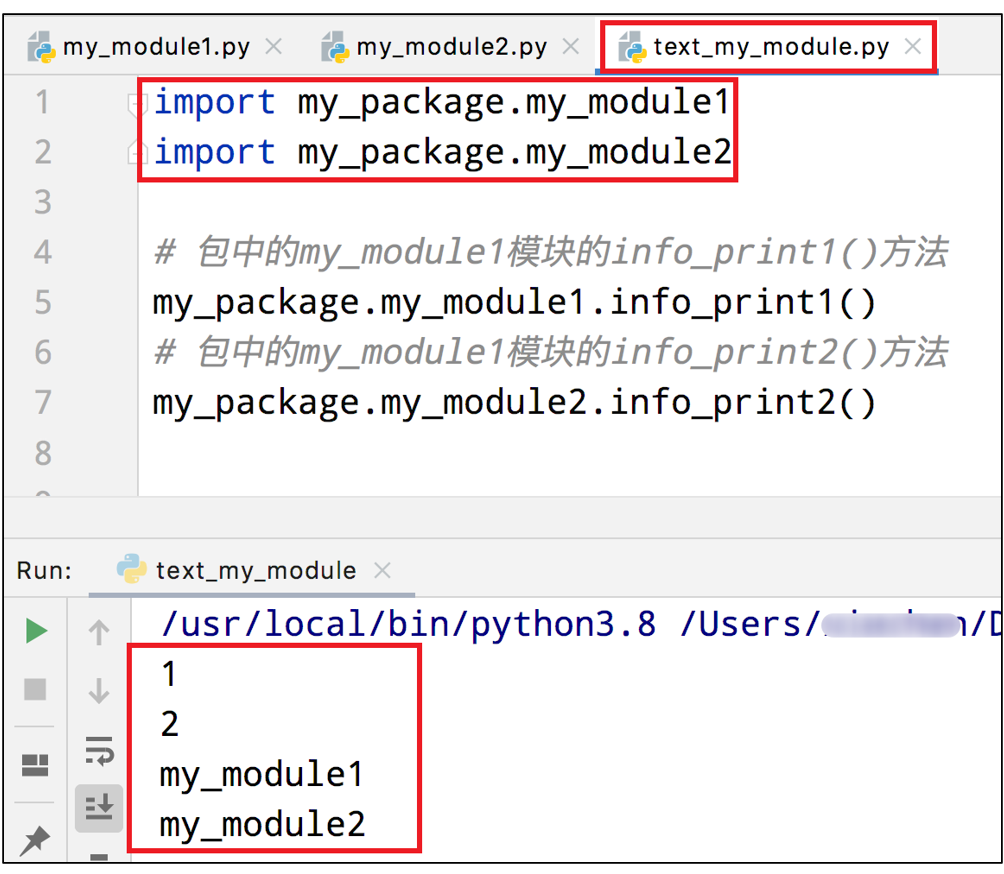 my_module1.py
my_module2.py
text_my_module.py
1 import my_package.my_module1
2 import my_package.my_module2
3
4 # 包中的my_module1模块的info_print1()方法
5 my_package.my_module1.info_print1()
6 # 包中的my_module1模块的info_print2()方法
7 my_package.my_module2.info_print2()
8
Run: text_my_module
/usr/local/bin/python3.8 /Users/
1
2
my_module1
my_module2